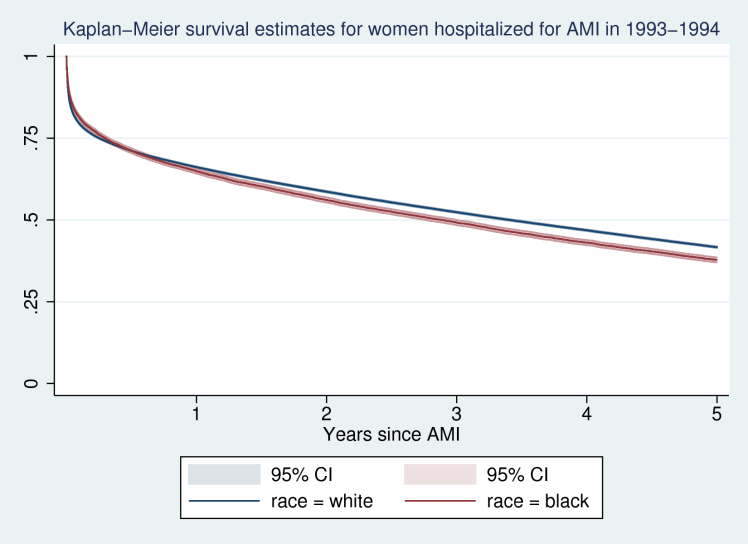 Kaplan–Meier survival estimates for women hospitalized for AMI in 1993–1994
1
.75
.5
.25
0
1 2 3 4 5
Years since AMI
95% CI 95% CI
race = white race = black